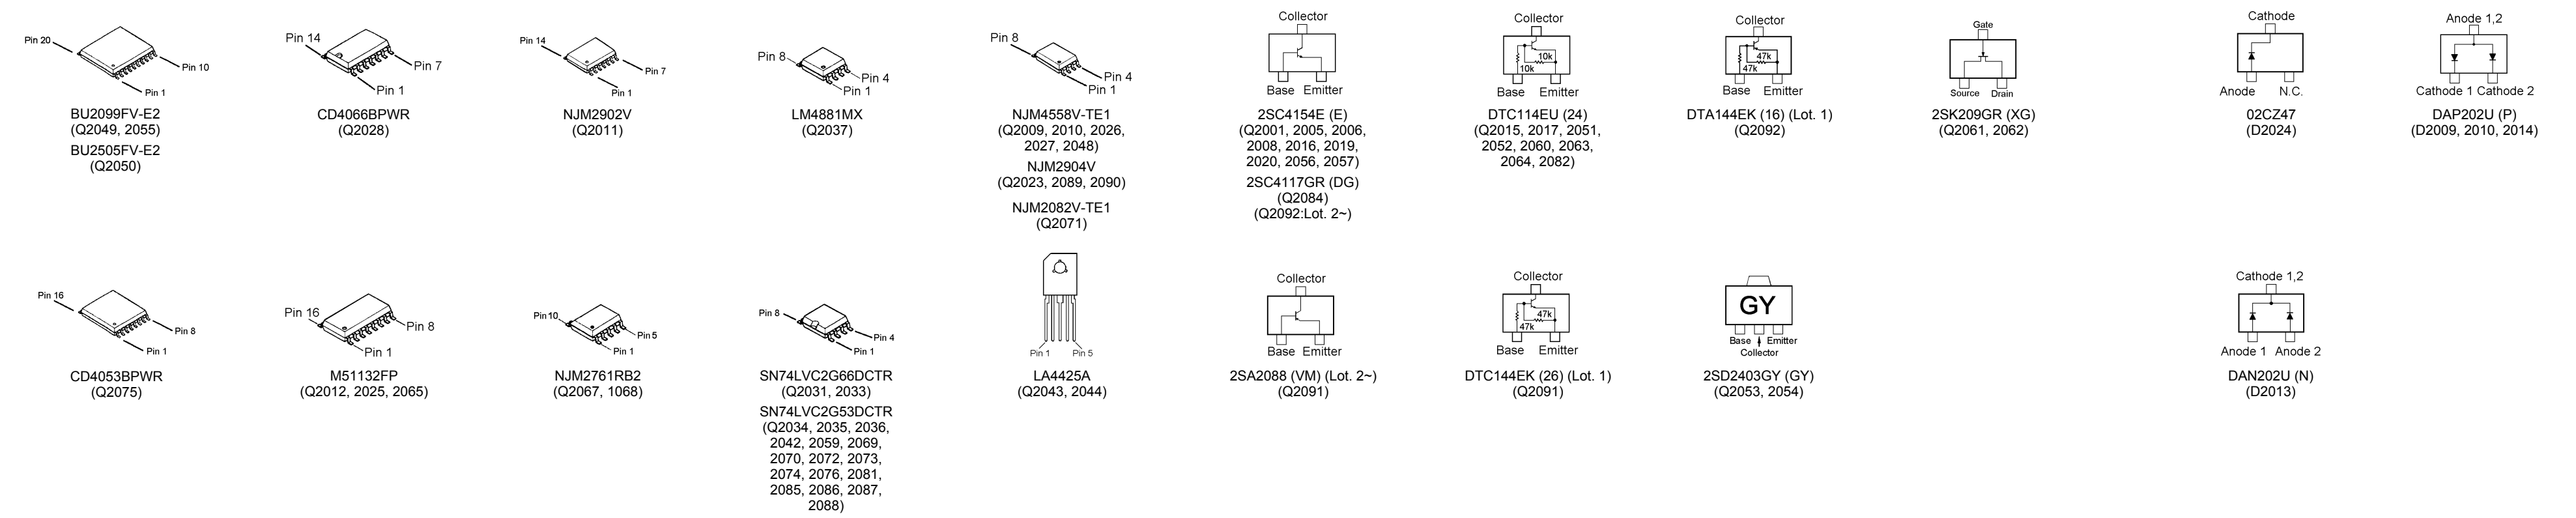 Pin 20
Pin 10
Pin 1
BU2099FV-E2
(Q2049, 2055)
BU2505FV-E2
(Q2050)
Pin 14
Pin 7
Pin 1
CD4066BPWR
(Q2028)
Pin 14
Pin 7
Pin 1
NJM2902V
(Q2011)
Pin 8
Pin 4
Pin 1
LM4881MX
(Q2037)
Pin 8
Pin 4
Pin 1
NJM4558V-TE1
(Q2009, 2010, 2026,
2027, 2048)
NJM2904V
(Q2023, 2089, 2090)
NJM2082V-TE1
(Q2071)
Collector
Base Emitter
2SC4154E (E)
(Q2001, 2005, 2006,
2008, 2016, 2019,
2020, 2056, 2057)
2SC4117GR (DG)
(Q2084)
(Q2092:Lot. 2~)
Collector
10k
10k
Base Emitter
DTC114EU (24)
(Q2015, 2017, 2051,
2052, 2060, 2063,
2064, 2082)
Collector
47k
47k
Base Emitter
DTA144EK (16) (Lot. 1)
(Q2092)
Gate
Source Drain
2SK209GR (XG)
(Q2061, 2062)
Cathode
Anode N.C.
02CZ47
(D2024)
Anode 1,2
Cathode 1 Cathode 2
DAP202U (P)
(D2009, 2010, 2014)
Pin 16
Pin 8
Pin 1
CD4053BPWR
(Q2075)
Pin 16
Pin 8
Pin 1
M51132FP
(Q2012, 2025, 2065)
Pin10
Pin 5
Pin 1
NJM2761RB2
(Q2067, 1068)
Pin 8
Pin 4
Pin 1
SN74LVC2G66DCTR
(Q2031, 2033)
SN74LVC2G53DCTR
(Q2034, 2035, 2036,
2042, 2059, 2069,
2070, 2072, 2073,
2074, 2076, 2081,
2085, 2086, 2087,
2088)
Pin 1 Pin 5
LA4425A
(Q2043, 2044)
Collector
Base Emitter
2SA2088 (VM) (Lot. 2~)
(Q2091)
Collector
47k
47k
Base Emitter
DTC144EK (26) (Lot. 1)
(Q2091)
GY
Base Emitter
Collector
2SD2403GY (GY)
(Q2053, 2054)
Cathode 1,2
Anode 1 Anode 2
DAN202U (N)
(D2013)